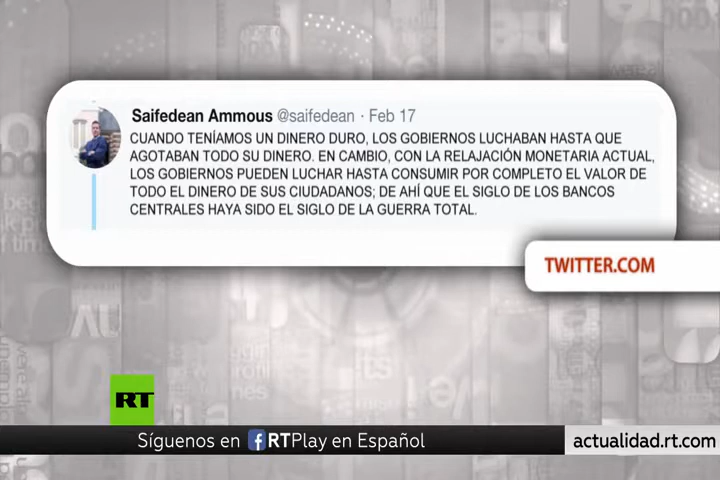 Saifedean Ammous @saifedean · Feb 17
CUANDO TENÍAMOS UN DINERO DURO, LOS GOBIERNOS LUCHABAN HASTA QUE
AGOTABAN TODO SU DINERO. EN CAMBIO, CON LA RELAJACIÓN MONETARIA ACTUAL,
LOS GOBIERNOS PUEDEN LUCHAR HASTA CONSUMIR POR COMPLETO EL VALOR DE
TODO EL DINERO DE SUS CIUDADANOS; DE AHÍ QUE EL SIGLO DE LOS BANCOS
CENTRALES HAYA SIDO EL SIGLO DE LA GUERRA TOTAL.
TWITTER.COM
RT
Síguenos en f RTPlay en Español
actualidad.rt.com